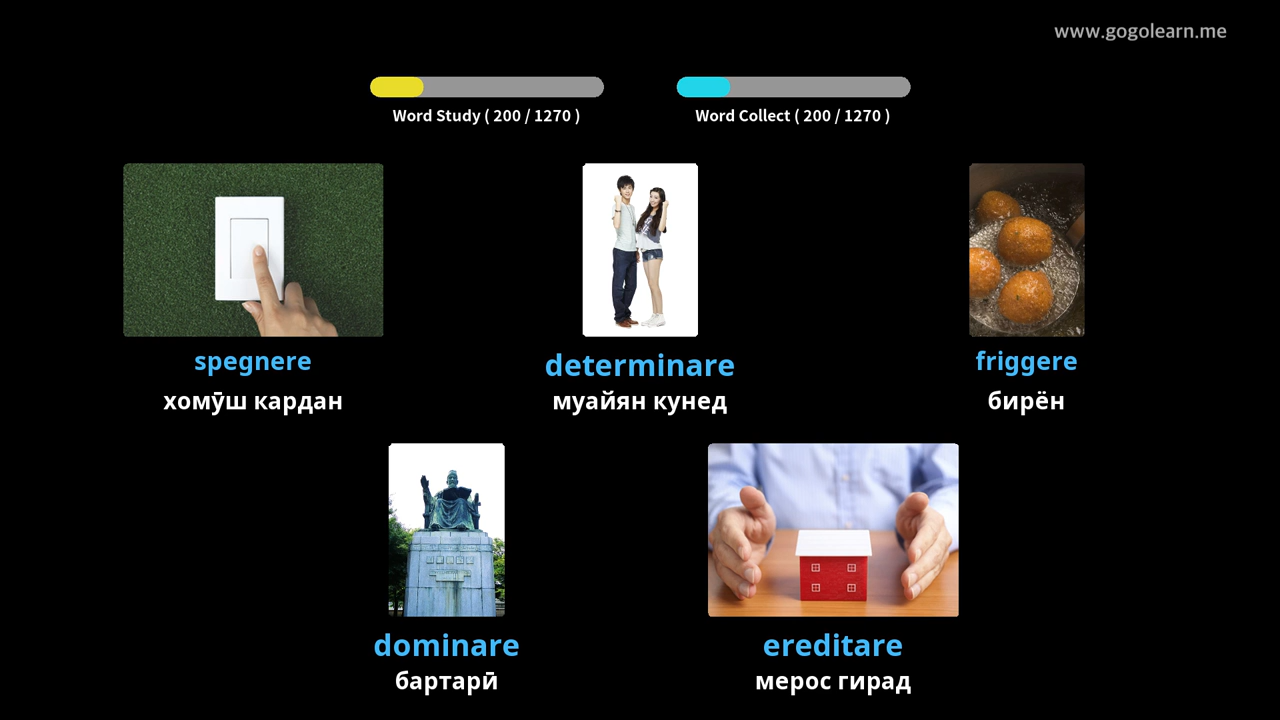 www.gogolearn.me
Word Study ( 200 / 1270 )
Word Collect ( 200 / 1270 )
spegnere
хомӯш кардан
determinare
муайян кунед
friggere
бирён
dominare
бартарӣ
ereditare
мерос гирад